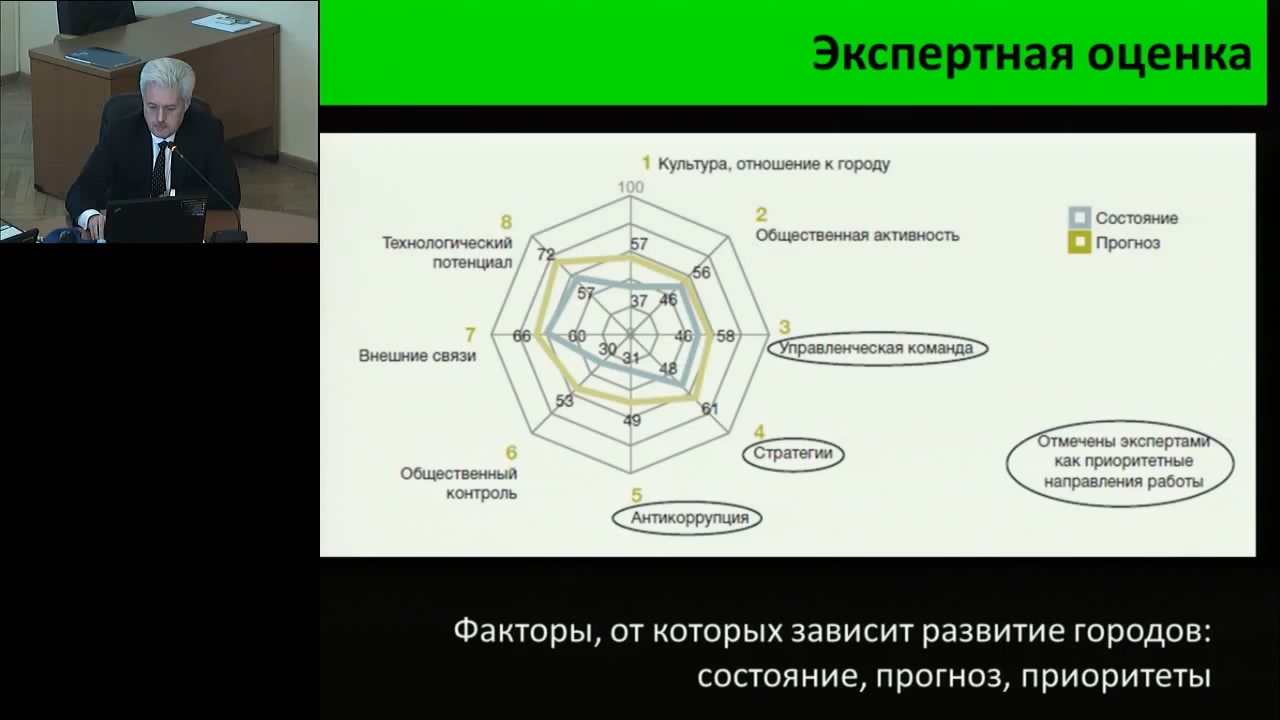 Экспертная оценка
1 Культура, отношение к городу
100
2
Общественная активность
Состояние
Прогноз
8
Технологический
потенциал
72
57
56
57
37
46
3
Управленческая команда
7
Внешние связи
66
60
46
58
30
31
48
53
49
61
4
Стратегии
Отмечены экспертами
как приоритетные
направления работы
6
Общественный
контроль
5
Антикоррупция
Факторы, от которых зависит развитие городов:
состояние, прогноз, приоритеты